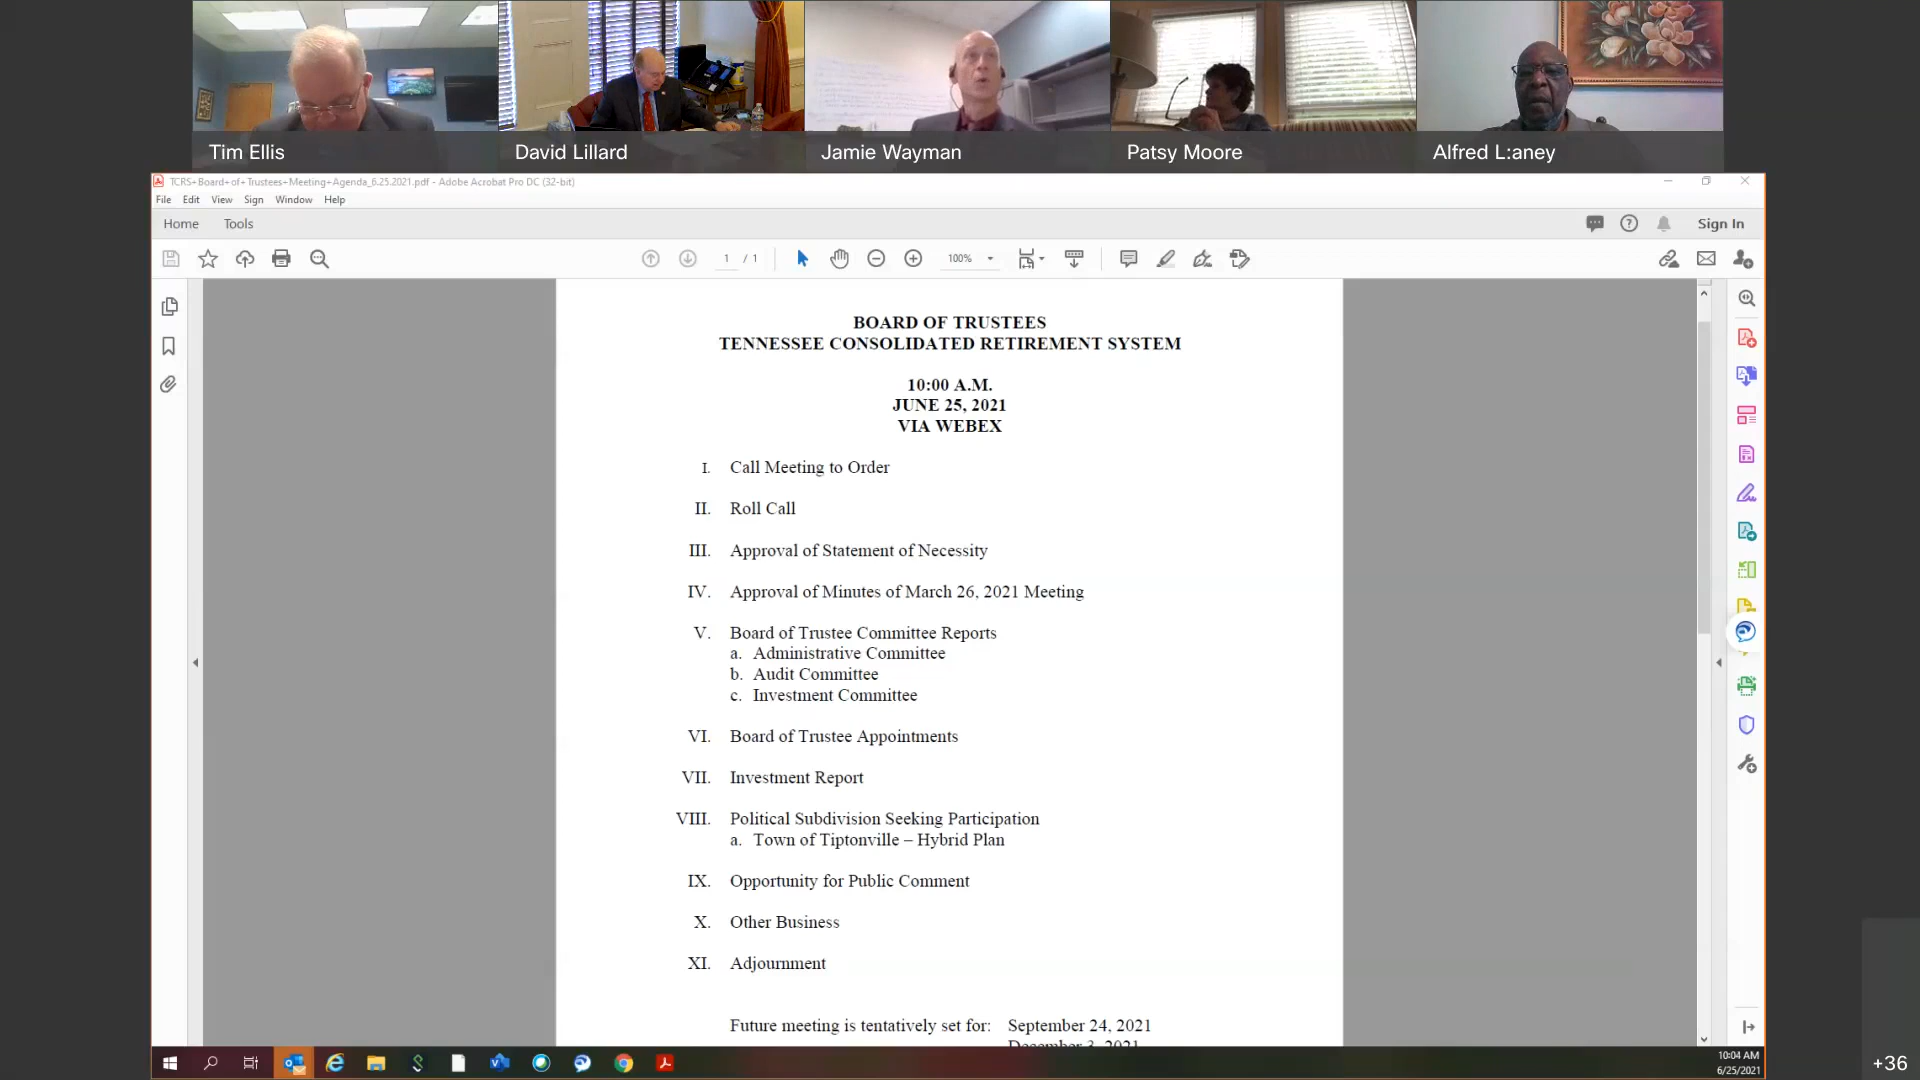 Tim Ellis
David Lillard
Jamie Wayman
Patsy Moore
Alfred L:aney
TCRS+Board+of+Trustees+Meeting+Agenda_6.25.2021.pdf - Adobe Acrobat Pro DC (32-bit)
File Edit View Sign Window Help
Home Tools Sign In
1 / 1 100%
BOARD OF TRUSTEES
TENNESSEE CONSOLIDATED RETIREMENT SYSTEM
10:00 A.M.
JUNE 25, 2021
VIA WEBEX
I. Call Meeting to Order
II. Roll Call
III. Approval of Statement of Necessity
IV. Approval of Minutes of March 26, 2021 Meeting
V. Board of Trustee Committee Reports
a. Administrative Committee
b. Audit Committee
c. Investment Committee
VI. Board of Trustee Appointments
VII. Investment Report
VIII. Political Subdivision Seeking Participation
a. Town of Tiptonville – Hybrid Plan
IX. Opportunity for Public Comment
X. Other Business
XI. Adjournment
Future meeting is tentatively set for: September 24, 2021
December 3, 2021
10:04 AM
6/25/2021
+36